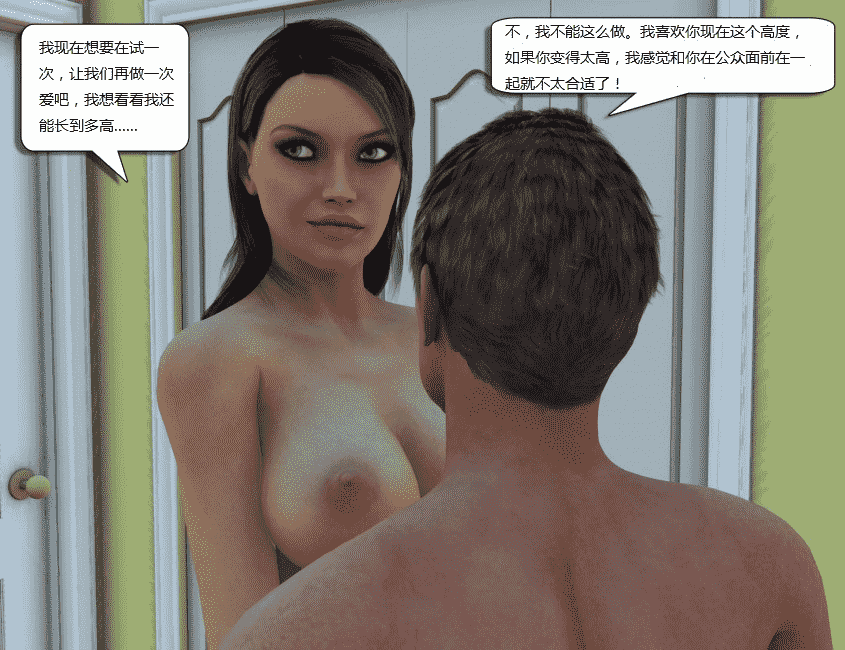 我现在想要在试一
次，让我们再做一次
爱吧，我想看看我还
能长到多高......
不，我不能这么做。我喜欢你现在这个高度，
如果你变得太高，我感觉和你在公众面前在一
起就不太合适了！